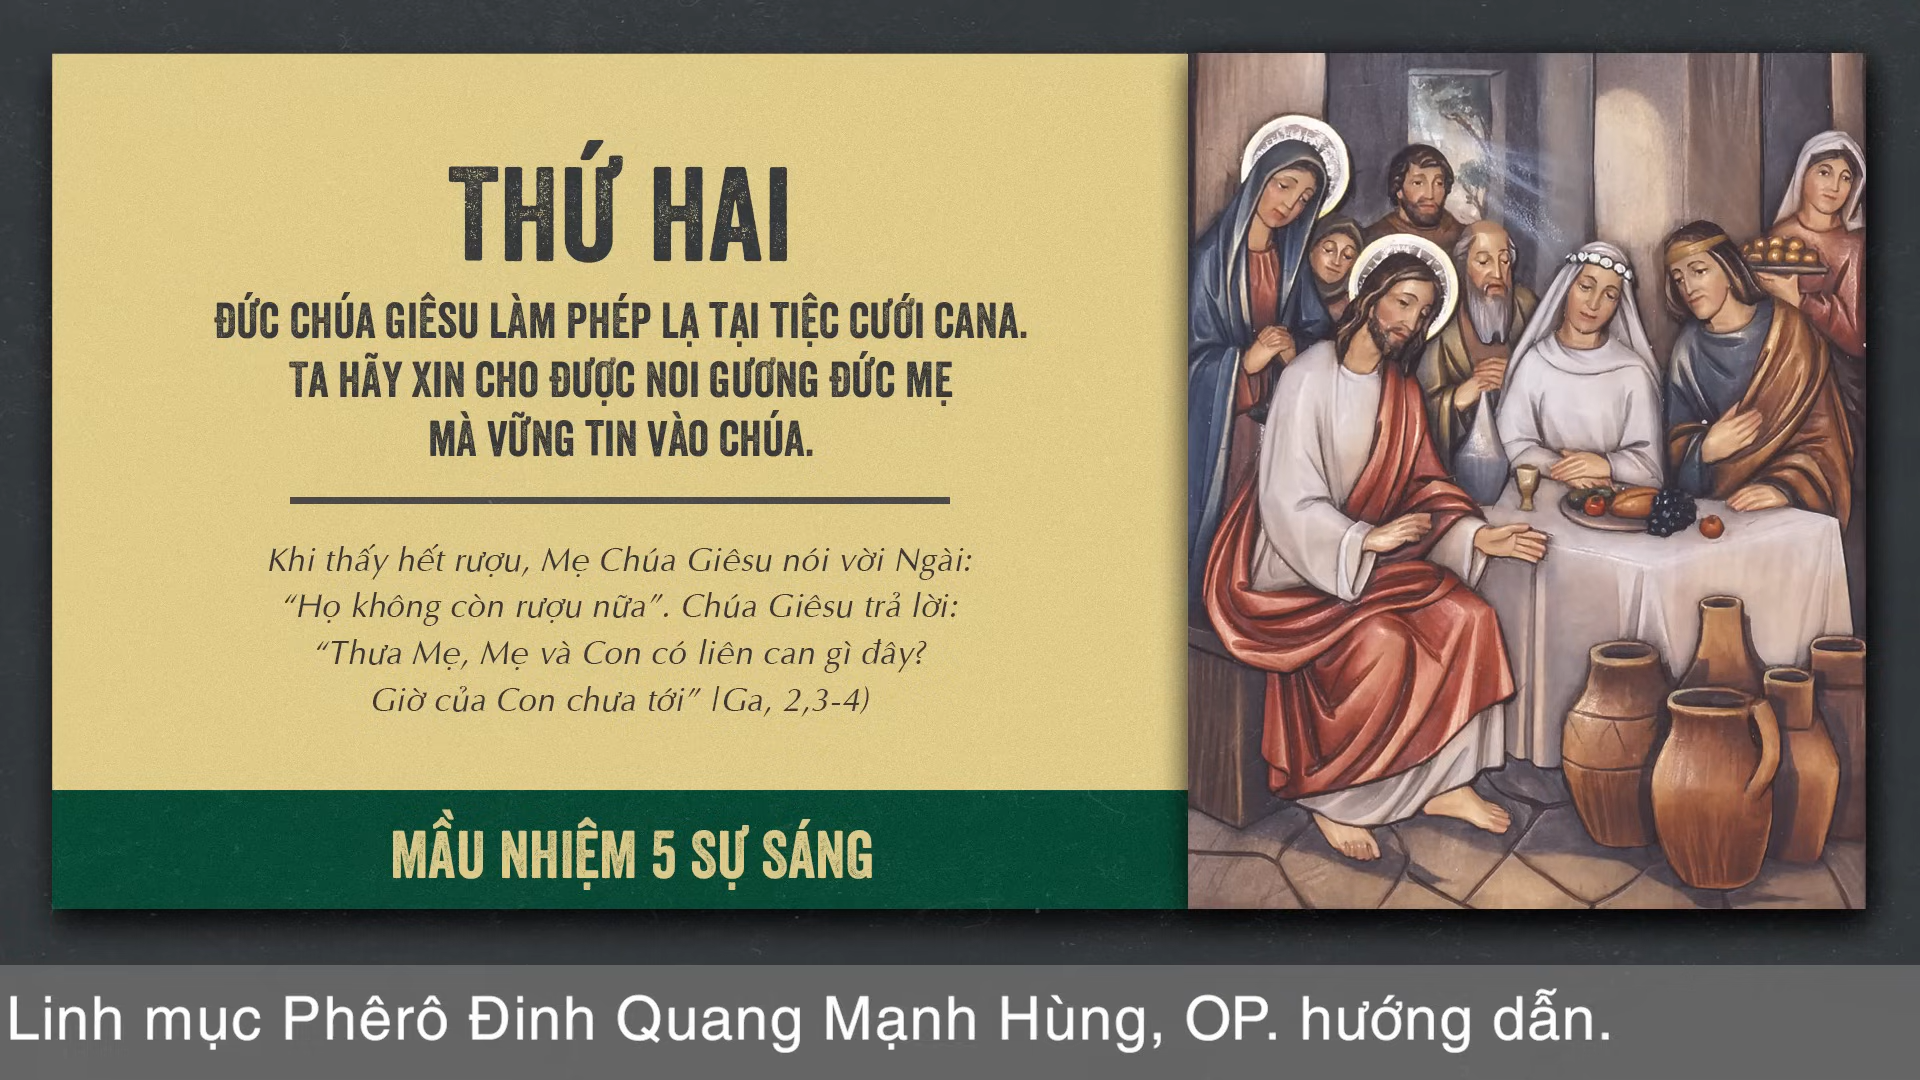 THỨ HAI
ĐỨC CHÚA GIÊSU LÀM PHÉP LẠ TẠI TIỆC CƯỚI CANA.
TA HÃY XIN CHO ĐƯỢC NOI GƯƠNG ĐỨC MẸ
MÀ VỮNG TIN VÀO CHÚA.
Khi thấy hết rượu, Mẹ Chúa Giêsu nói vời Ngài:
“Họ không còn rượu nữa”. Chúa Giêsu trả lời:
“Thưa Mẹ, Mẹ và Con có liên can gì đây?
Giờ của Con chưa tới” |Ga, 2,3-4)
MẦU NHIỆM 5 SỰ SÁNG
Linh mục Phêrô Đinh Quang Mạnh Hùng, OP. hướng dẫn.